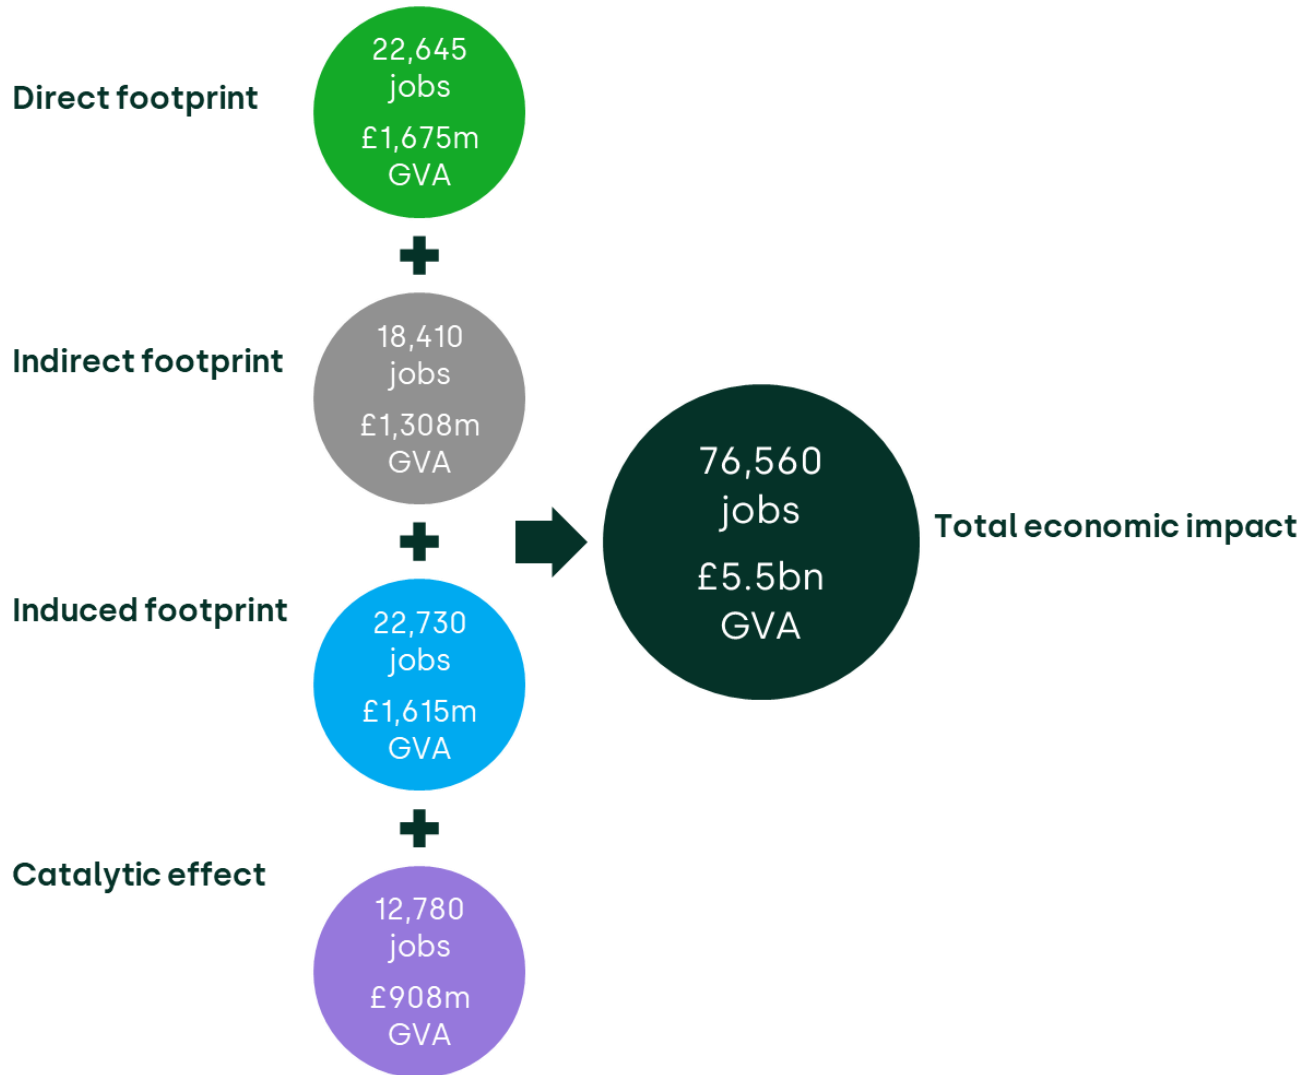 Direct footprint
22,645
jobs
£1,675m
GVA
Indirect footprint
18,410
jobs
£1,308m
GVA
Induced footprint
22,730
jobs
£1,615m
GVA
Catalytic effect
12,780
jobs
£908m
GVA
76,560
jobs
£5.5bn
GVA
Total economic impact